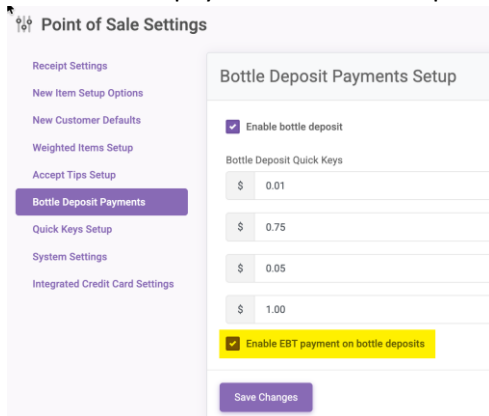 Point of Sale Settings
Receipt Settings
New Item Setup Options
New Customer Defaults
Weighted Items Setup
Accept Tips Setup
Bottle Deposit Payments
Quick Keys Setup
System Settings
Integrated Credit Card Settings
Bottle Deposit Payments Setup
Enable bottle deposit
Bottle Deposit Quick Keys
$ 0.01
$ 0.75
$ 0.05
$ 1.00
Enable EBT payment on bottle deposits
Save Changes